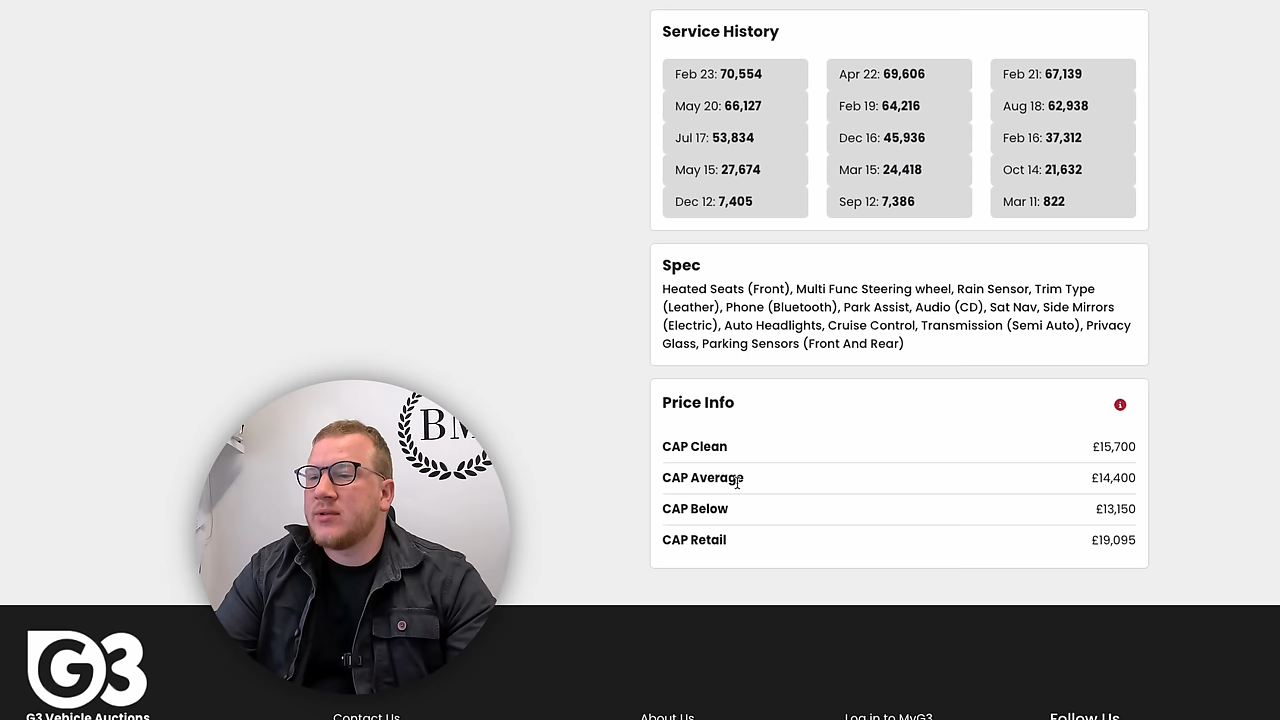 Service History
Feb 23: 70,554 Apr 22: 69,606 Feb 21: 67,139
May 20: 66,127 Feb 19: 64,216 Aug 18: 62,938
Jul 17: 53,834 Dec 16: 45,936 Feb 16: 37,312
May 15: 27,674 Mar 15: 24,418 Oct 14: 21,632
Dec 12: 7,405 Sep 12: 7,386 Mar 11: 822
Spec
Heated Seats (Front), Multi Func Steering wheel, Rain Sensor, Trim Type
(Leather), Phone (Bluetooth), Park Assist, Audio (CD), Sat Nav, Side Mirrors
(Electric), Auto Headlights, Cruise Control, Transmission (Semi Auto), Privacy
Glass, Parking Sensors (Front And Rear)
Price Info
CAP Clean £15,700
CAP Average £14,400
CAP Below £13,150
CAP Retail £19,095
BM
G3
G3 Vehicle Auctions Contact Us About Us Log in to MyG3 Follow Us